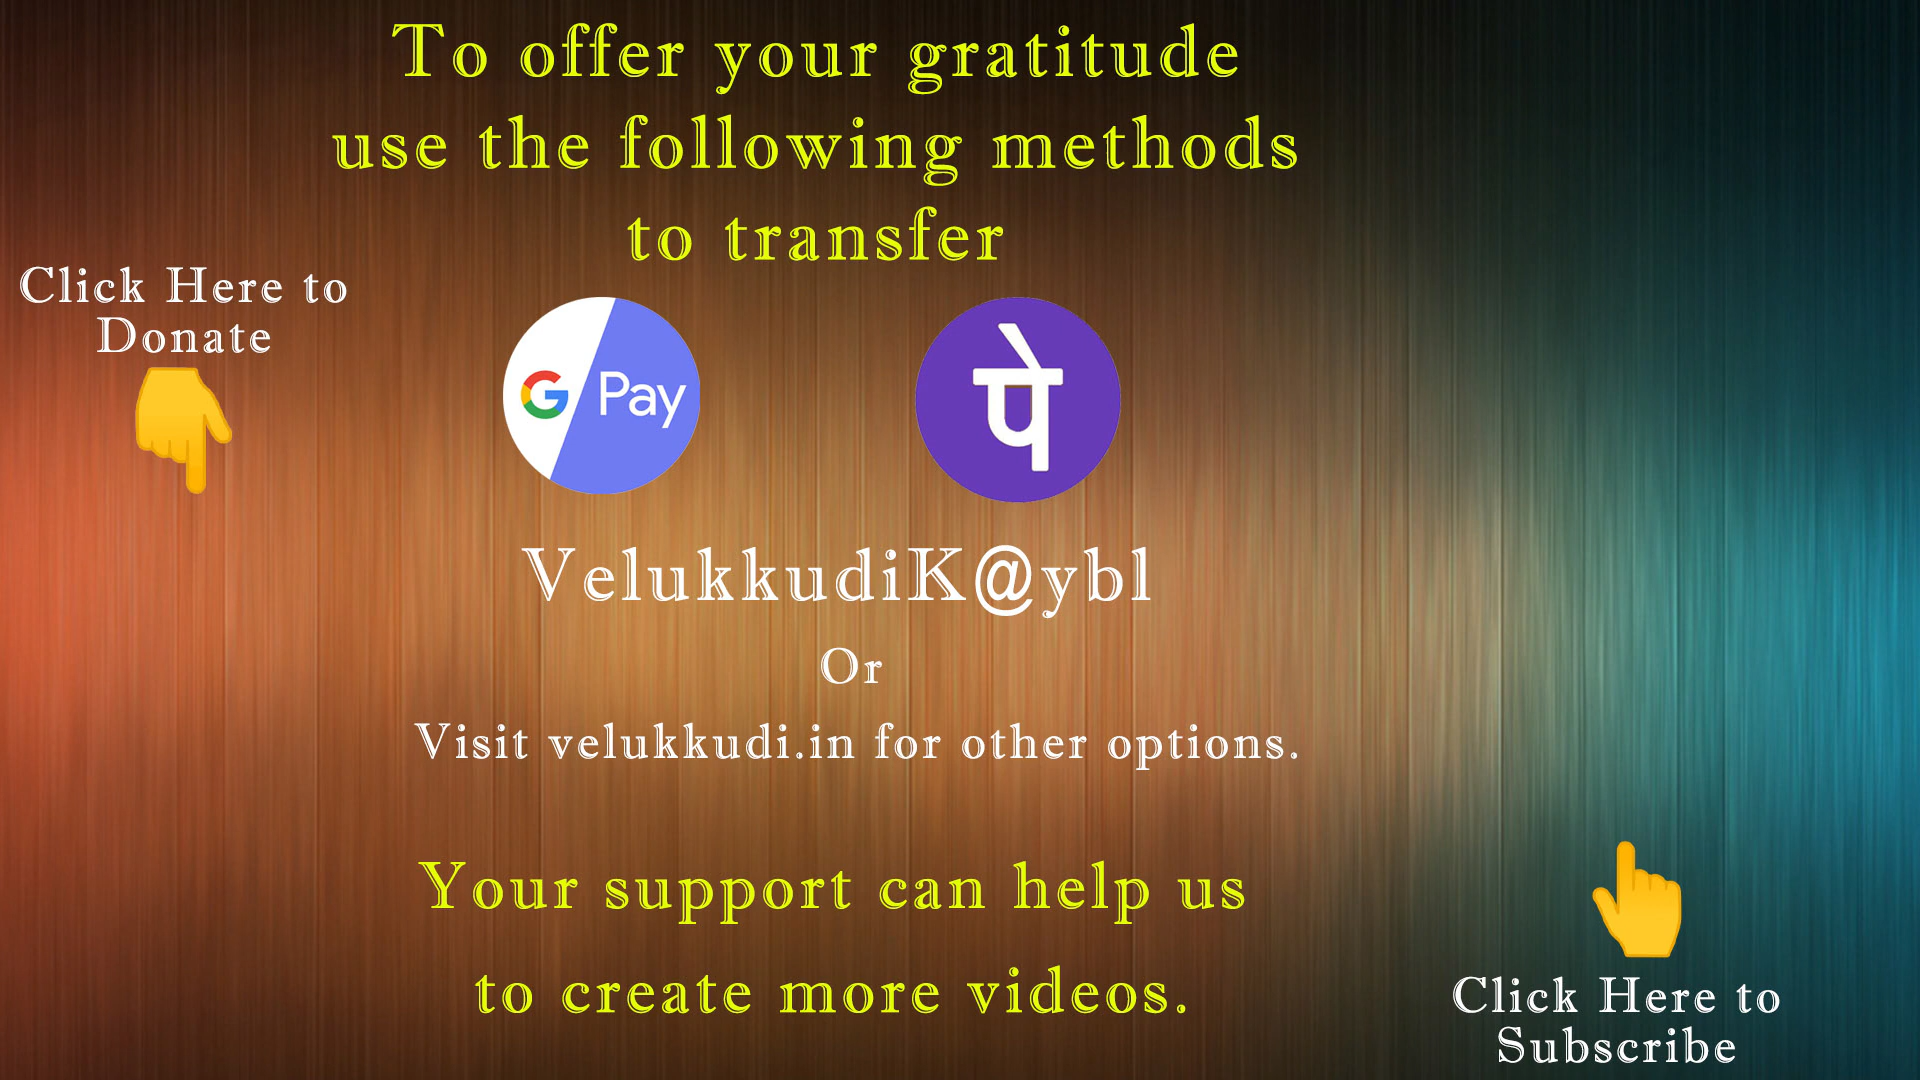 To offer your gratitude
use the following methods
to transfer
Click Here to
Donate
G Pay
पे
VelukkudiK@ybl
Or
Visit velukkudi.in for other options.
Your support can help us
to create more videos.
Click Here to
Subscribe